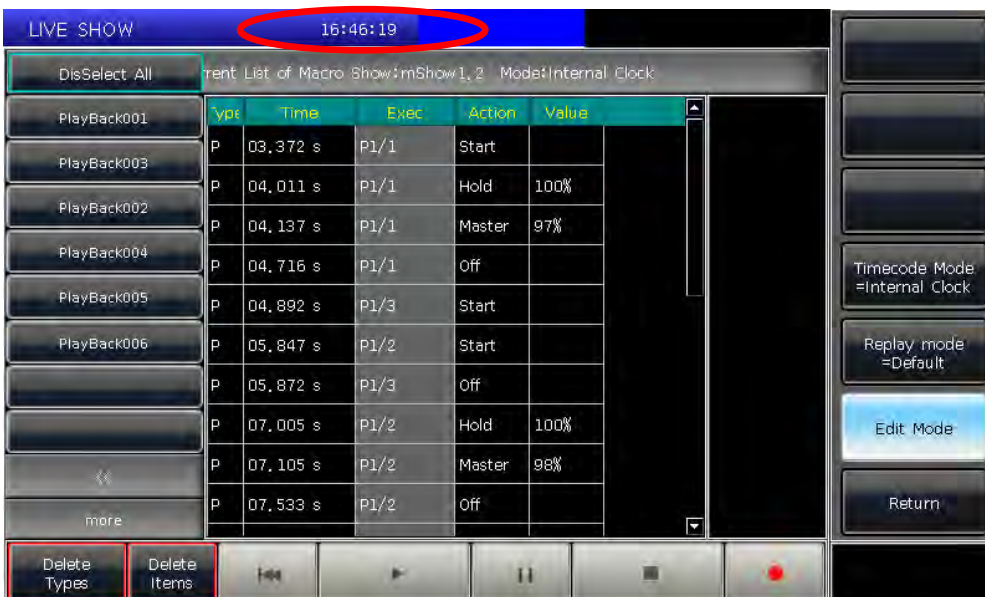 LIVE SHOW 16:46:19
DisSelect All
rent List of Macro Show:mShow1.2 Mode:Internal Clock
PlayBack001
PlayBack003
PlayBack002
PlayBack004
PlayBack005
PlayBack006
<<
more
Type Time Exec Action Value
P 03.372 s P1/1 Start
P 04.011 s P1/1 Hold 100%
P 04.137 s P1/1 Master 97%
P 04.716 s P1/1 Off
P 04.892 s P1/3 Start
P 05.847 s P1/2 Start
P 05.872 s P1/3 Off
P 07.005 s P1/2 Hold 100%
P 07.105 s P1/2 Master 98%
P 07.533 s P1/2 Off
Timecode Mode
=Internal Clock
Replay mode
=Default
Edit Mode
Return
Delete
Types
Delete
Items